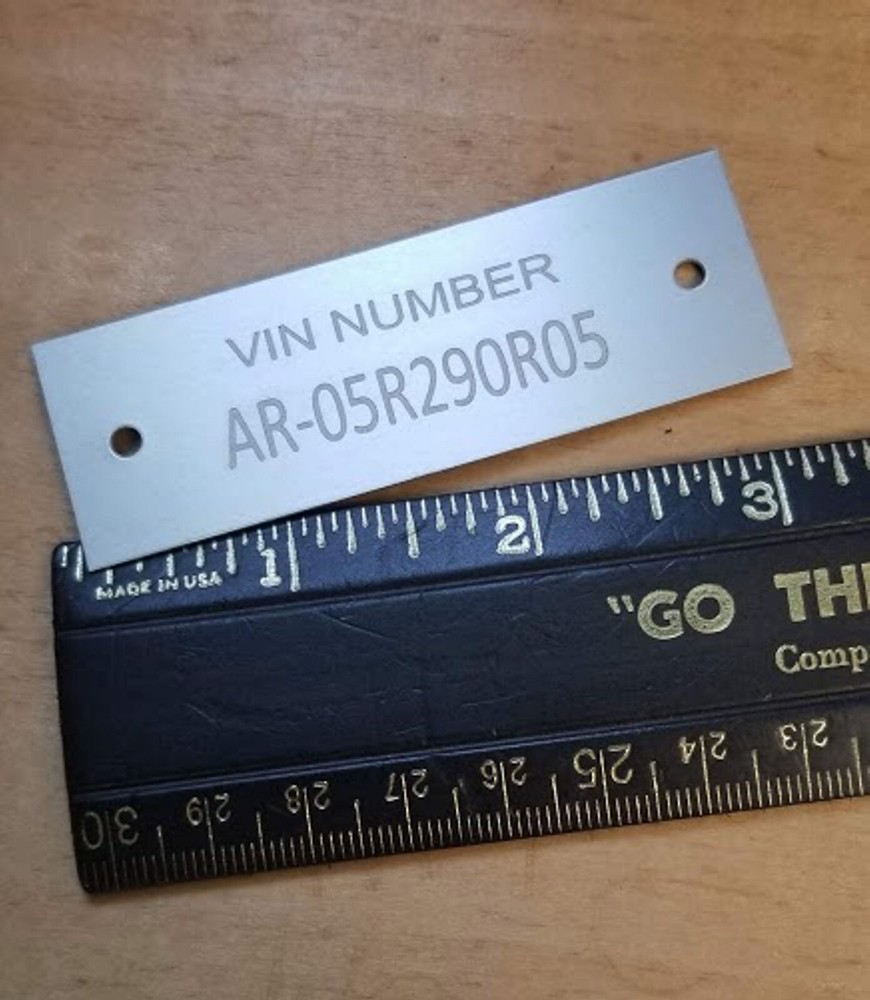 VIN NUMBER
AR-05R290R05
1 2 3
MADE IN USA
"GO THE
Comp
30 29 28 27 26 25 24 23